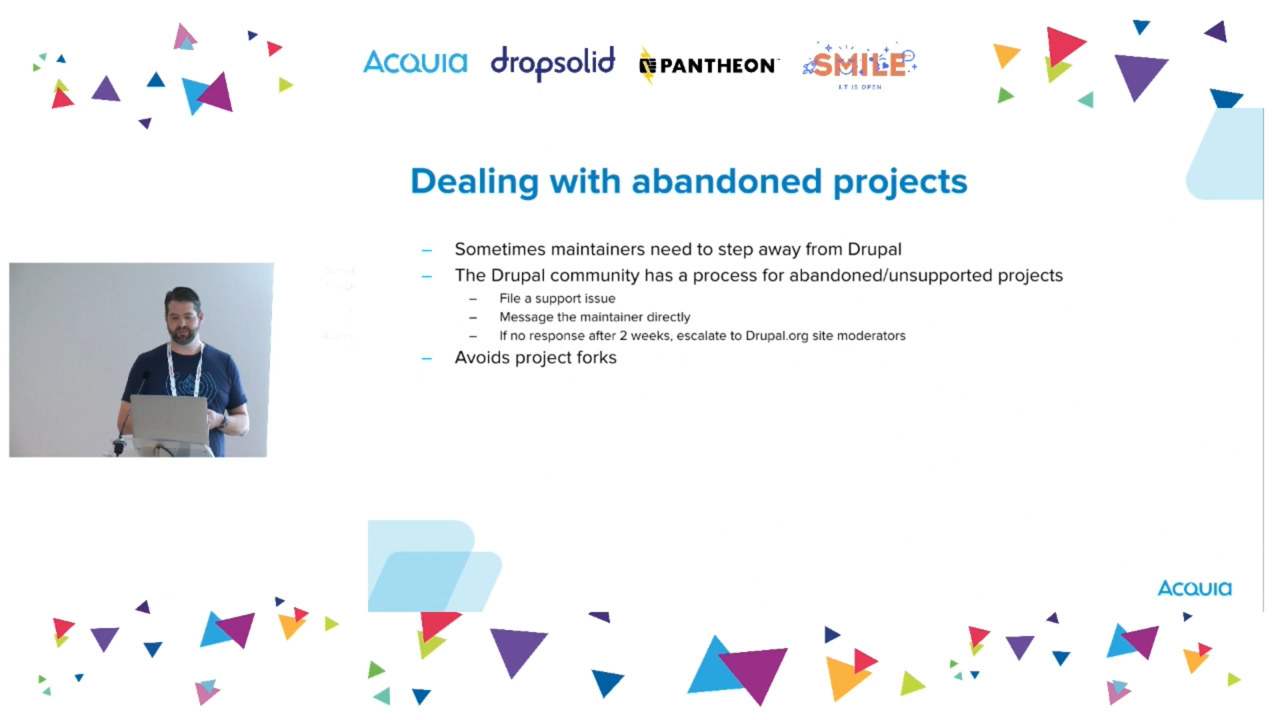 Acquia
dropsolid
PANTHEON
SMILE
I.T IS OPEN
Dealing with abandoned projects
– Sometimes maintainers need to step away from Drupal
– The Drupal community has a process for abandoned/unsupported projects
– File a support issue
– Message the maintainer directly
– If no response after 2 weeks, escalate to Drupal.org site moderators
– Avoids project forks
Acquia